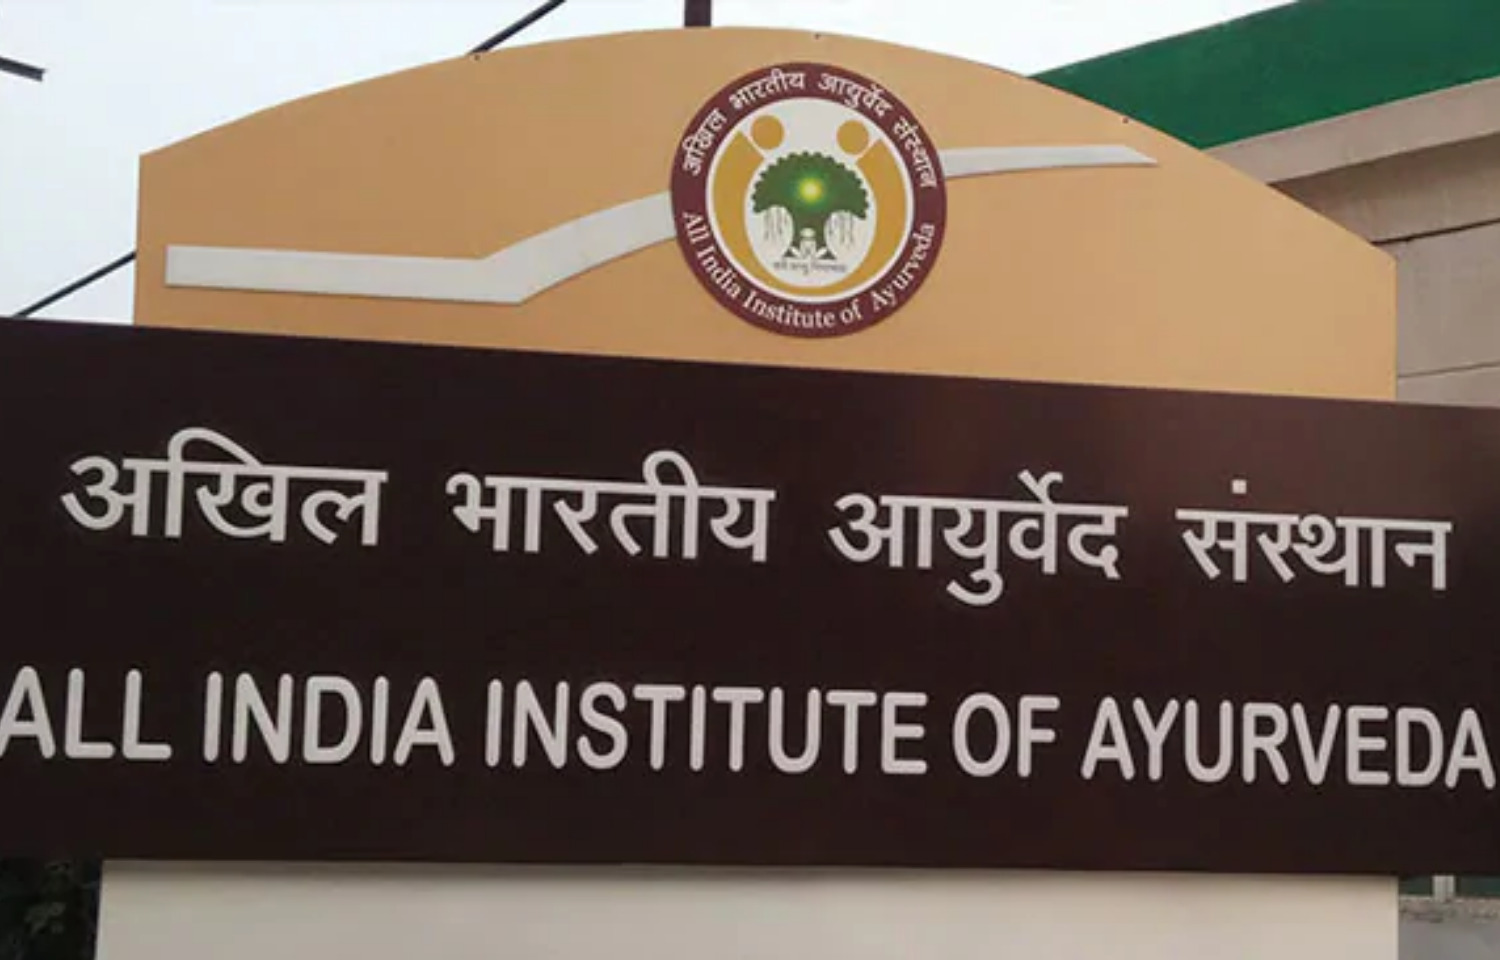 अखिल भारतीय आयुर्वेद संस्थान
All India Institute of Ayurveda
अखिल भारतीय आयुर्वेद संस्थान
ALL INDIA INSTITUTE OF AYURVEDA